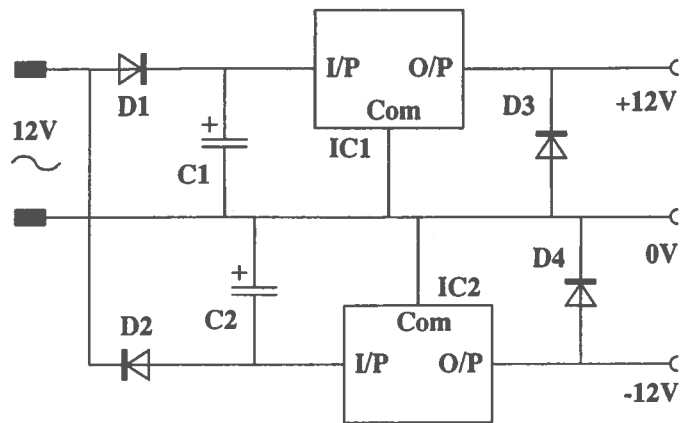 I/P O/P
D1
Com
D3
+12V
12V
+
IC1
C1
0V
D4
+
IC2
D2
C2
Com
I/P O/P
-12V